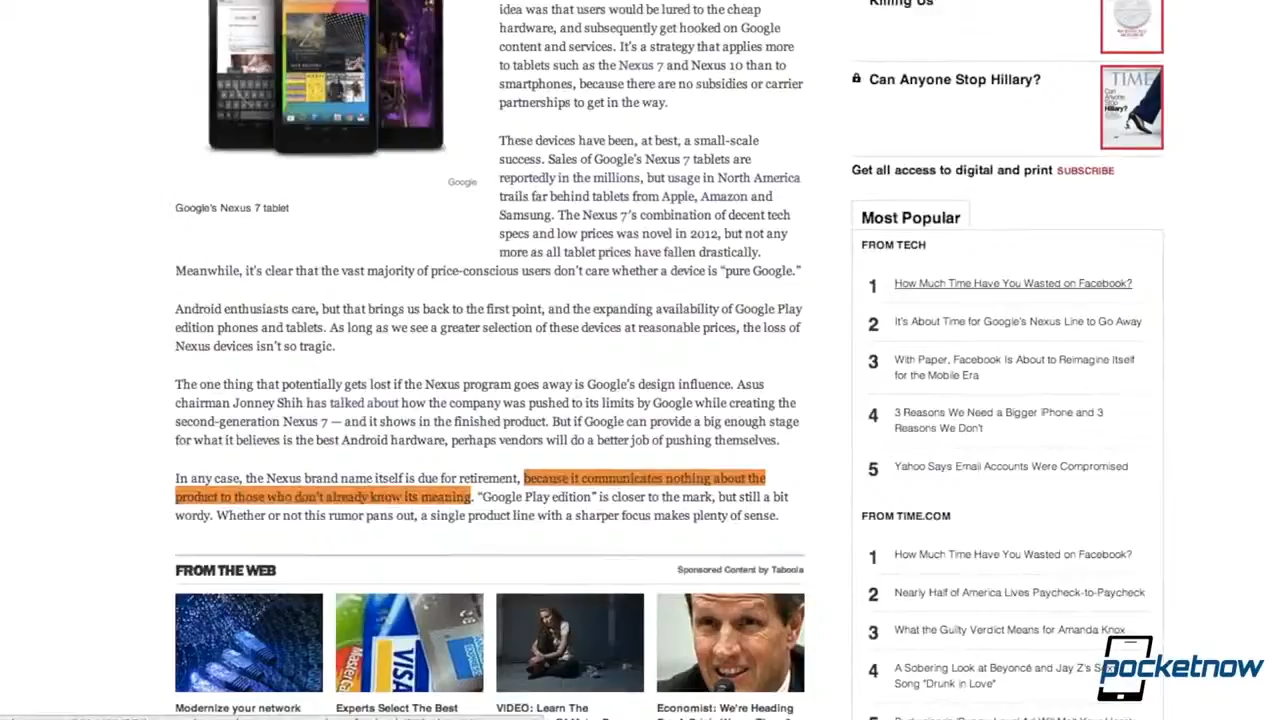 idea was that users would be lured to the cheap
hardware, and subsequently get hooked on Google
content and services. It's a strategy that applies more
to tablets such as the Nexus 7 and Nexus 10 than to
smartphones, because there are no subsidies or carrier
partnerships to get in the way.
These devices have been, at best, a small-scale
success. Sales of Google's Nexus 7 tablets are
reportedly in the millions, but usage in North America
trails far behind tablets from Apple, Amazon and
Samsung. The Nexus 7's combination of decent tech
specs and low prices was novel in 2012, but not any
more as all tablet prices have fallen drastically.
Google
Google's Nexus 7 tablet
Meanwhile, it's clear that the vast majority of price-conscious users don't care whether a device is “pure Google.”
Android enthusiasts care, but that brings us back to the first point, and the expanding availability of Google Play
edition phones and tablets. As long as we see a greater selection of these devices at reasonable prices, the loss of
Nexus devices isn't so tragic.
The one thing that potentially gets lost if the Nexus program goes away is Google's design influence. Asus
chairman Jonney Shih has talked about how the company was pushed to its limits by Google while creating the
second-generation Nexus 7 — and it shows in the finished product. But if Google can provide a big enough stage
for what it believes is the best Android hardware, perhaps vendors will do a better job of pushing themselves.
In any case, the Nexus brand name itself is due for retirement, because it communicates nothing about the
product to those who don't already know its meaning. “Google Play edition” is closer to the mark, but still a bit
wordy. Whether or not this rumor pans out, a single product line with a sharper focus makes plenty of sense.
FROM THE WEB
Sponsored Content by Taboola
Modernize your network
Experts Select The Best
VIDEO: Learn The
Economist: We're Heading
Killing Us
Can Anyone Stop Hillary?
TIME
Can
Anyone
Stop
Hillary?
Get all access to digital and print SUBSCRIBE
Most Popular
FROM TECH
1 How Much Time Have You Wasted on Facebook?
2 It's About Time for Google's Nexus Line to Go Away
3 With Paper, Facebook Is About to Reimagine Itself
for the Mobile Era
4 3 Reasons We Need a Bigger iPhone and 3
Reasons We Don't
5 Yahoo Says Email Accounts Were Compromised
FROM TIME.COM
1 How Much Time Have You Wasted on Facebook?
2 Nearly Half of America Lives Paycheck-to-Paycheck
3 What the Guilty Verdict Means for Amanda Knox
4 A Sobering Look at Beyoncé and Jay Z's
Song "Drunk in Love"
5
pocketnow
VISA